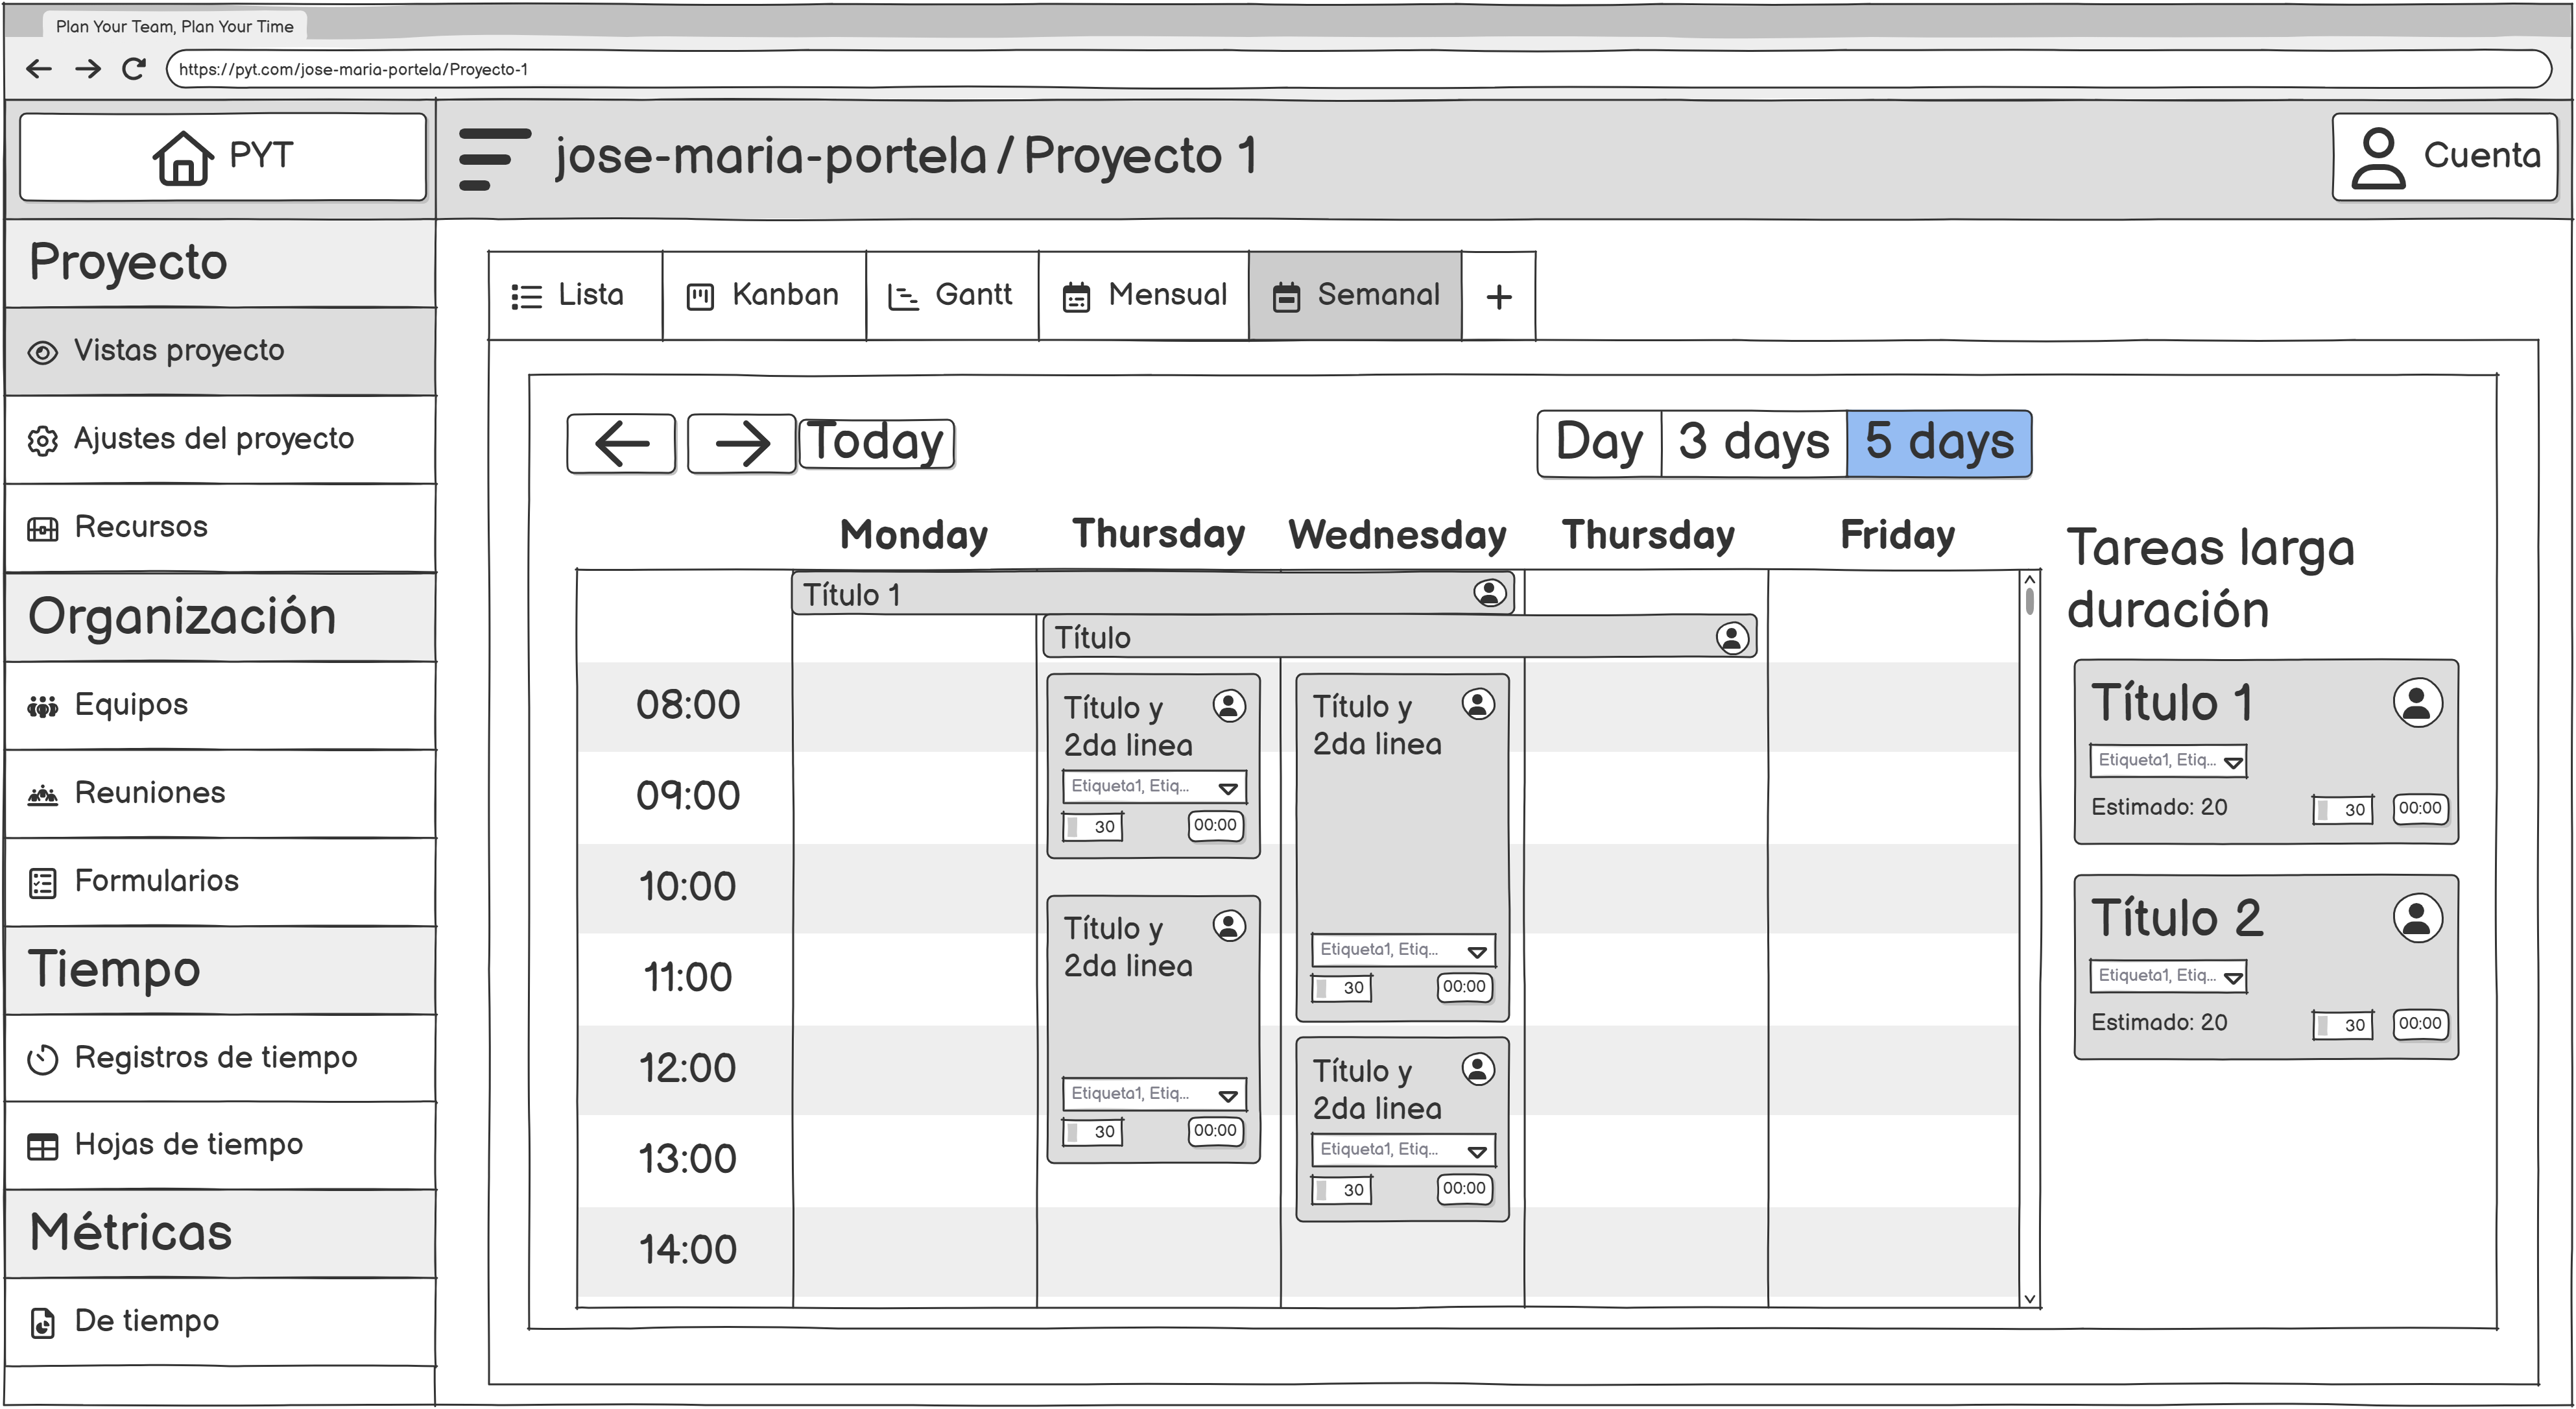 Plan Your Team, Plan Your Time
https://pyt.com/jose-maria-portela/Proyecto-1
PYT
jose-maria-portela / Proyecto 1
Cuenta
Proyecto
Vistas proyecto
Ajustes del proyecto
Recursos
Organización
Equipos
Reuniones
Formularios
Tiempo
Registros de tiempo
Hojas de tiempo
Métricas
De tiempo
Lista
Kanban
Gantt
Mensual
Semanal
+
Today
Day
3 days
5 days
Monday
Thursday
Wednesday
Thursday
Friday
Título 1
Título
08:00
09:00
10:00
11:00
12:00
13:00
14:00
Título y
2da linea
Etiqueta1, Etiq...
30
00:00
Título y
2da linea
Etiqueta1, Etiq...
30
00:00
Título y
2da linea
Etiqueta1, Etiq...
30
00:00
Título y
2da linea
Etiqueta1, Etiq...
30
00:00
Tareas larga
duración
Título 1
Etiqueta1, Etiq...
Estimado: 20
30
00:00
Título 2
Etiqueta1, Etiq...
Estimado: 20
30
00:00